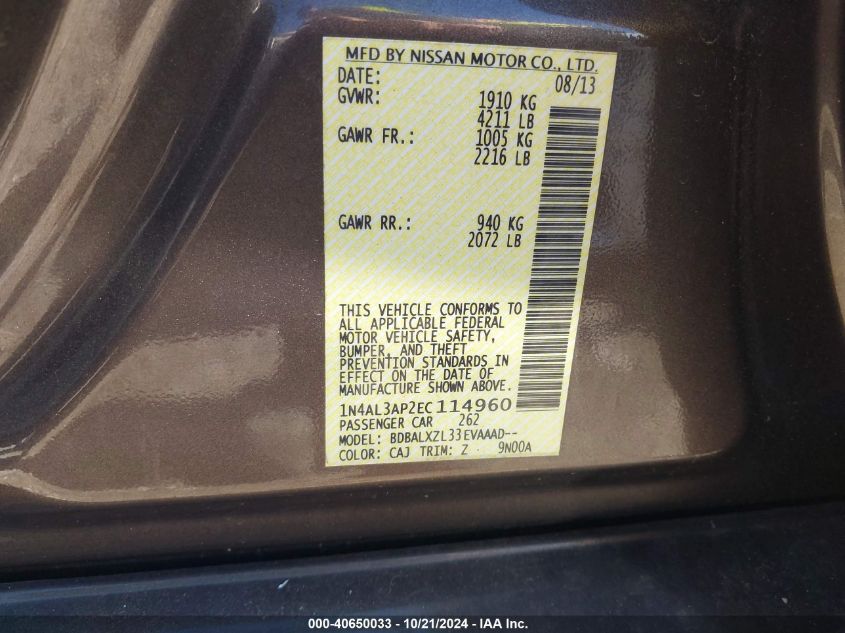 MFD BY NISSAN MOTOR CO., LTD.
DATE: 08/13
GVWR: 1910 KG
4211 LB
GAWR FR.: 1005 KG
2216 LB
GAWR RR.: 940 KG
2072 LB
THIS VEHICLE CONFORMS TO
ALL APPLICABLE FEDERAL
MOTOR VEHICLE SAFETY,
BUMPER, AND THEFT
PREVENTION STANDARDS IN
EFFECT ON THE DATE OF
MANUFACTURE SHOWN ABOVE.
1N4AL3AP2EC114960
PASSENGER CAR 262
MODEL: BDBALXZL33EVAAAD--
COLOR: CAJ TRIM: Z 9N00A
000-40650033 - 10/21/2024 - IAA Inc.